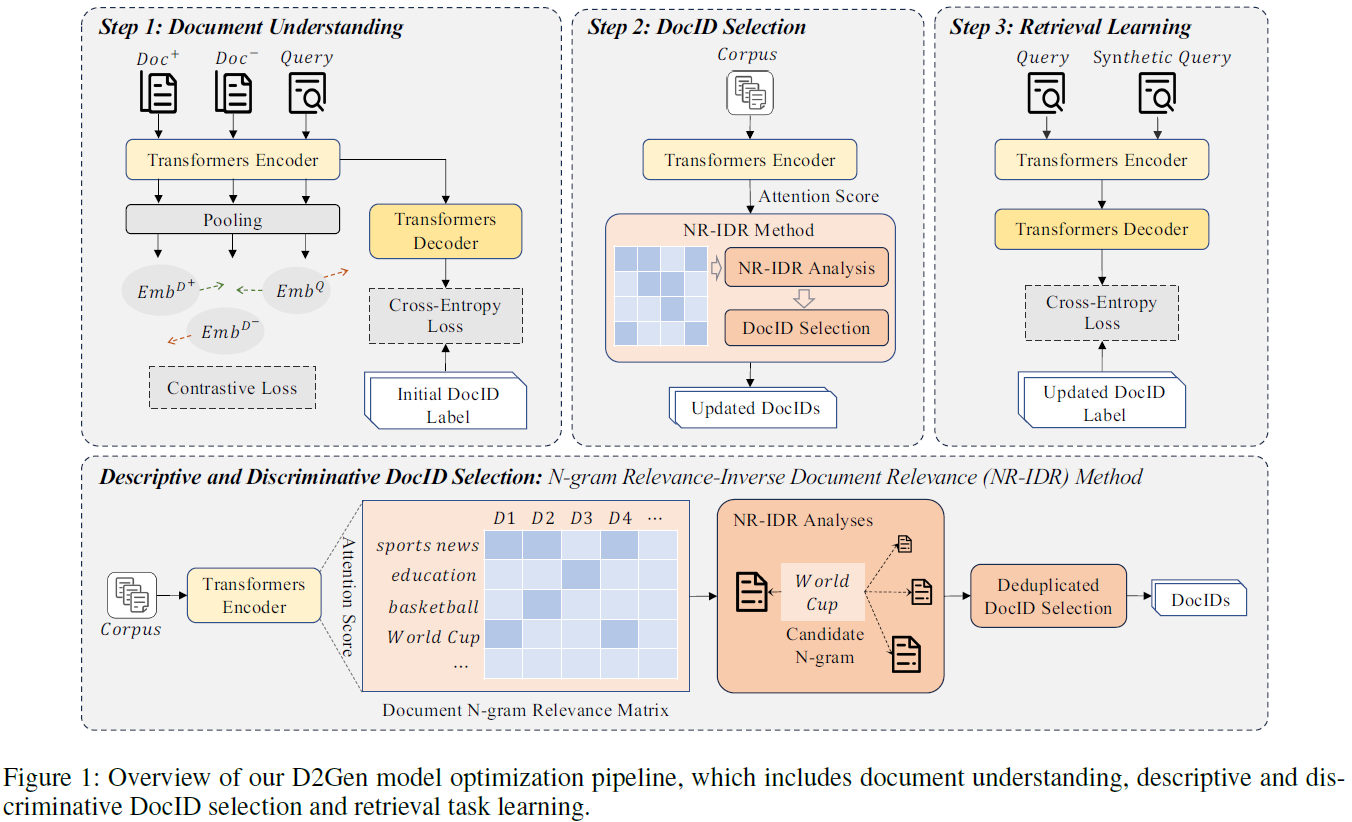 Step 1: Document Understanding
Doc+
Doc−
Query
Transformers Encoder
Pooling
Transformers
Decoder
Emb^{D+}
Emb^{Q}
Emb^{D−}
Cross-Entropy
Loss
Contrastive Loss
Initial DocID
Label
Step 2: DocID Selection
Corpus
Transformers Encoder
Attention Score
NR-IDR Method
NR-IDR Analysis
DocID Selection
Updated DocIDs
Step 3: Retrieval Learning
Query
Synthetic Query
Transformers Encoder
Transformers Decoder
Cross-Entropy
Loss
Updated DocID
Label
Descriptive and Discriminative DocID Selection: N-gram Relevance-Inverse Document Relevance (NR-IDR) Method
Corpus
Transformers
Encoder
Attention Score
D1 D2 D3 D4 ...
sports news
education
basketball
World Cup
...
Document N-gram Relevance Matrix
NR-IDR Analyses
World
Cup
Candidate
N-gram
Deduplicated
DocID Selection
DocIDs
Figure 1: Overview of our D2Gen model optimization pipeline, which includes document understanding, descriptive and dis-
criminative DocID selection and retrieval task learning.